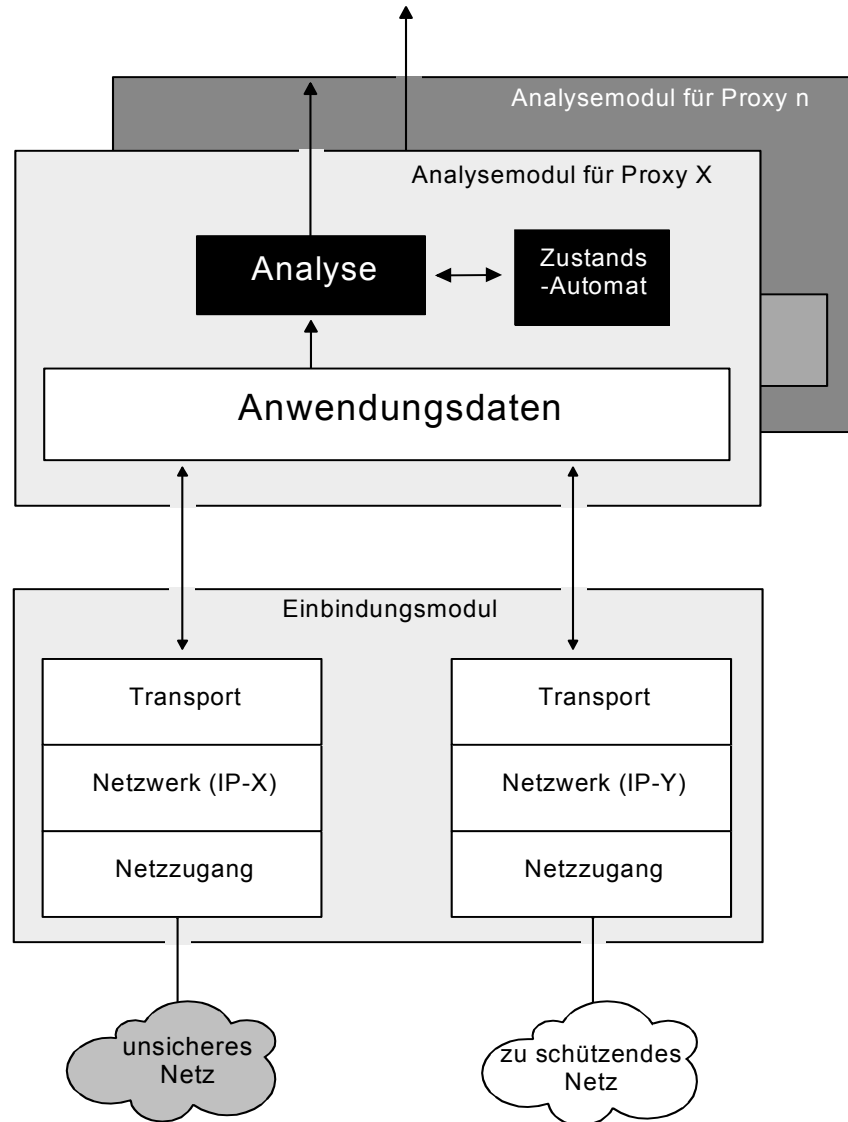 Analysemodul für Proxy n
Analysemodul für Proxy X
Analyse
Zustands
-Automat
Anwendungsdaten
Einbindungsmodul
Transport
Netzwerk (IP-X)
Netzzugang
Transport
Netzwerk (IP-Y)
Netzzugang
unsicheres
Netz
zu schützendes
Netz